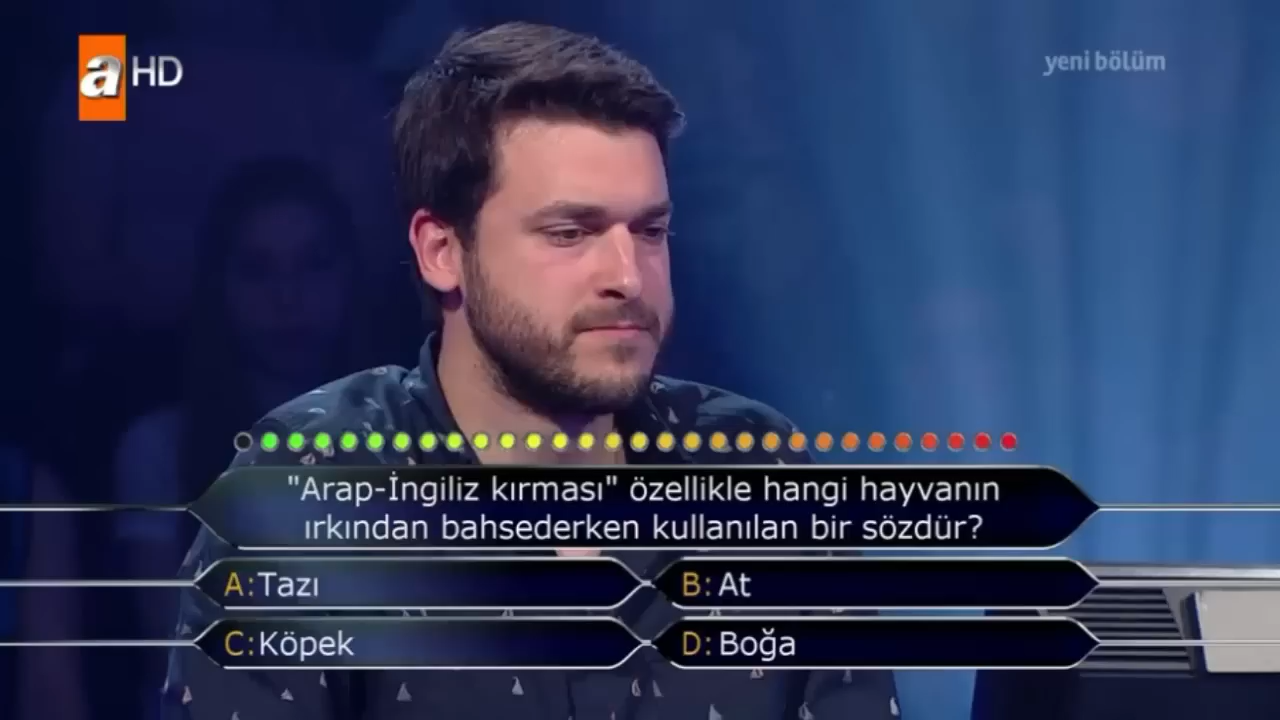 a HD
yeni bölüm
"Arap-İngiliz kırması" özellikle hangi hayvanın
ırkından bahsederken kullanılan bir sözdür?
A:Tazı
B: At
C:Köpek
D: Boğa